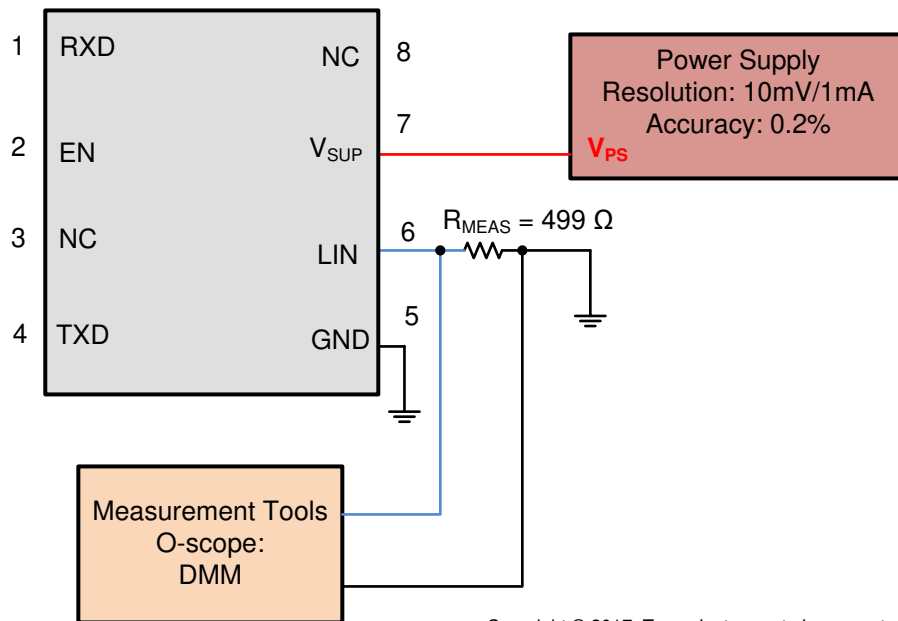 1 RXD
NC 8
2 EN
V_SUP 7
3 NC
LIN 6
4 TXD
GND 5
Power Supply
Resolution: 10mV/1mA
Accuracy: 0.2%
V_PS
R_MEAS = 499 Ω
Measurement Tools
O-scope:
DMM